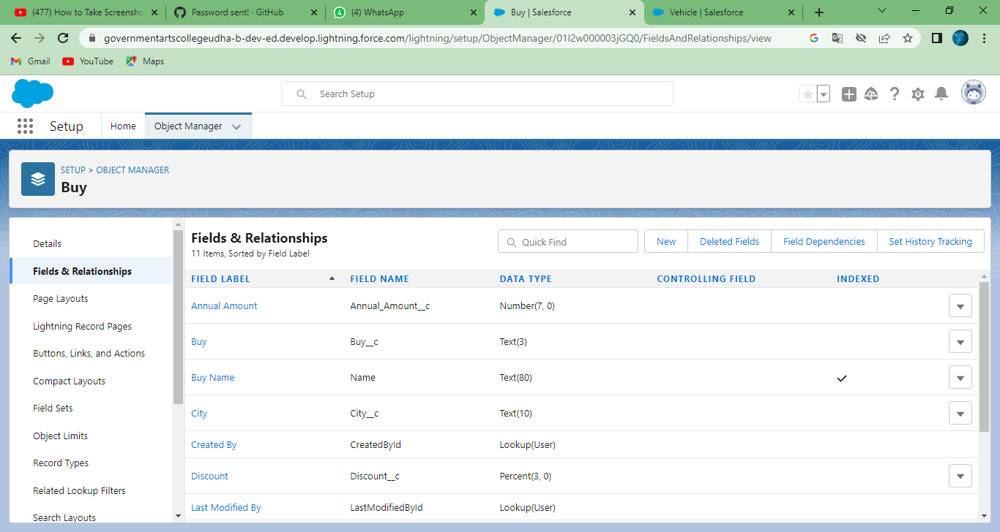 (477) How to Take Screensho
Password sent! · GitHub
4 (4) WhatsApp
Buy | Salesforce
Vehicle | Salesforce
governmentartscollegeudha-b-dev-ed.develop.lightning.force.com/lightning/setup/ObjectManager/01I2w000003jGQ0/FieldsAndRelationships/view
Gmail YouTube Maps
Search Setup
Setup Home Object Manager
SETUP > OBJECT MANAGER
Buy
Details
Fields & Relationships
Page Layouts
Lightning Record Pages
Buttons, Links, and Actions
Compact Layouts
Field Sets
Object Limits
Record Types
Related Lookup Filters
Search Layouts
Fields & Relationships
11 Items, Sorted by Field Label
Quick Find
New Deleted Fields Field Dependencies Set History Tracking
FIELD LABEL FIELD NAME DATA TYPE CONTROLLING FIELD INDEXED
Annual Amount Annual_Amount__c Number(7, 0)
Buy Buy__c Text(3)
Buy Name Name Text(80)
City City__c Text(10)
Created By CreatedById Lookup(User)
Discount Discount__c Percent(3, 0)
Last Modified By LastModifiedById Lookup(User)